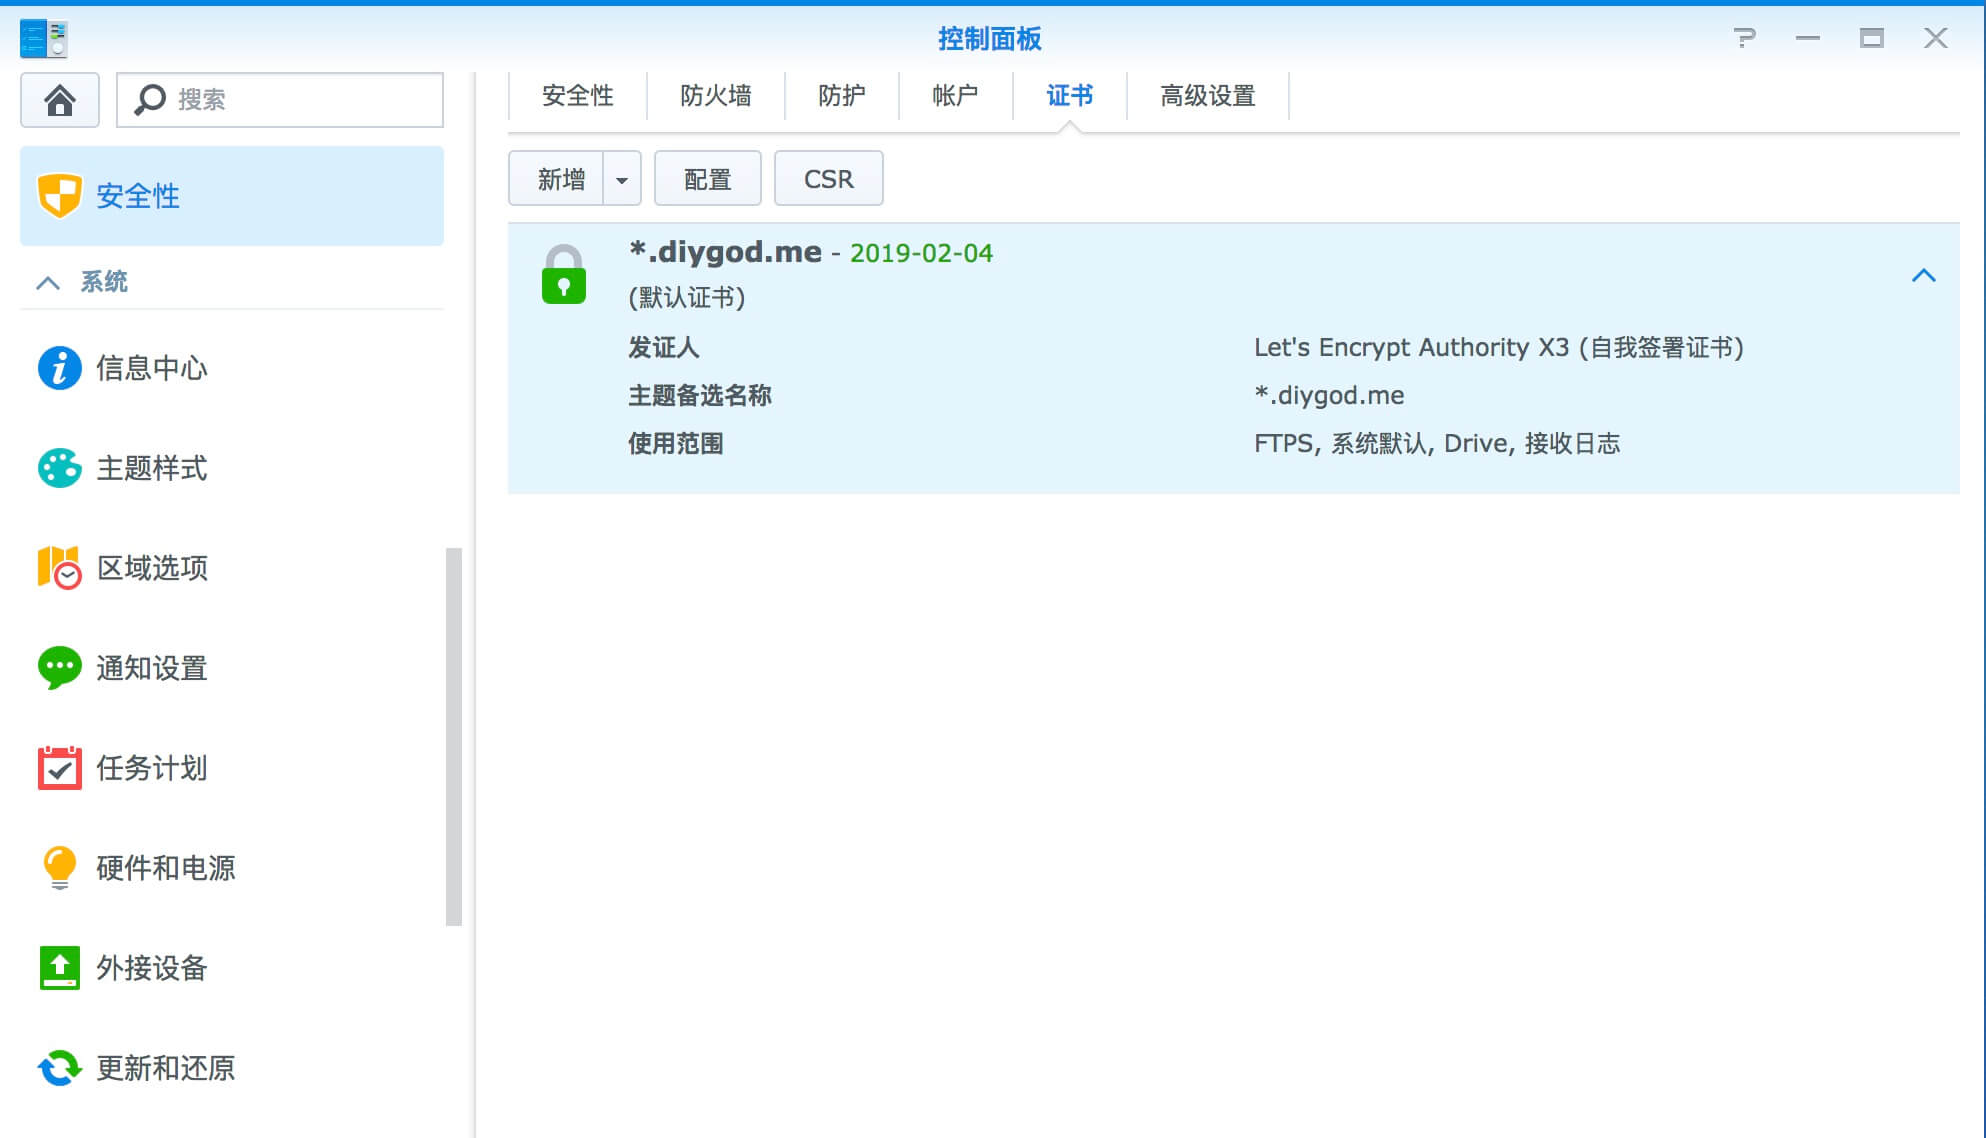 控制面板
搜索
安全性
系统
信息中心
主题样式
区域选项
通知设置
任务计划
硬件和电源
外接设备
更新和还原
安全性 防火墙 防护 帐户 证书 高级设置
新增 配置 CSR
*.diygod.me - 2019-02-04
(默认证书)
发证人 Let's Encrypt Authority X3 (自我签署证书)
主题备选名称 *.diygod.me
使用范围 FTPS, 系统默认, Drive, 接收日志